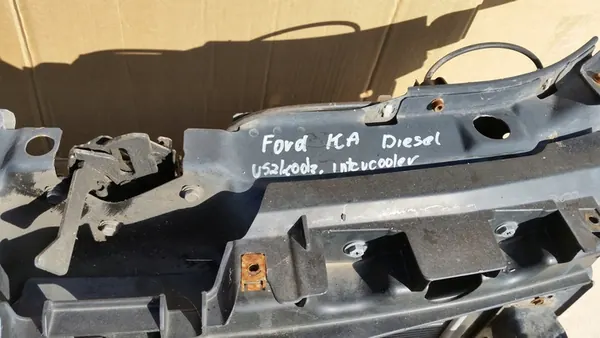 Ford KA Diesel
uszkodz. intercooler